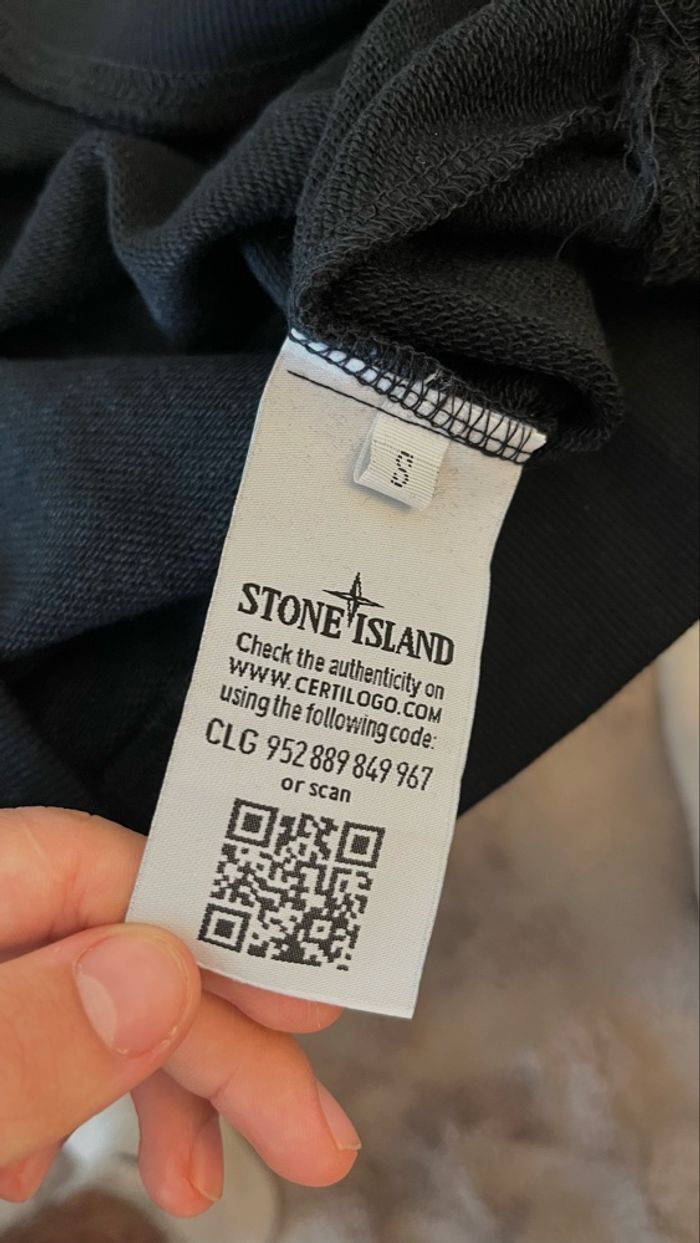 S
STONE ISLAND
Check the authenticity on
WWW.CERTILOGO.COM
using the following code:
CLG 952 889 849 967
or scan